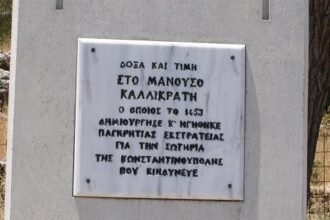 ΔΟΞΑ ΚΑΙ ΤΙΜΗ
ΣΤΟ ΜΑΝΟΥΣΟ
ΚΑΛΛΙΚΡΑΤΗ
Ο ΟΠΟΙΟΣ ΤΟ 1453
ΔΗΜΙΟΥΡΓΗΣΕ Κ' ΗΓΗΘΗΚΕ
ΠΑΓΚΡΗΤΙΑΣ ΕΚΣΤΡΑΤΕΙΑΣ
ΓΙΑ ΤΗΝ ΣΩΤΗΡΙΑ
ΤΗΣ ΚΩΝΣΤΑΝΤΙΝΟΥΠΟΛΗΣ
ΠΟΥ ΚΙΝΔΥΝΕΥΕ